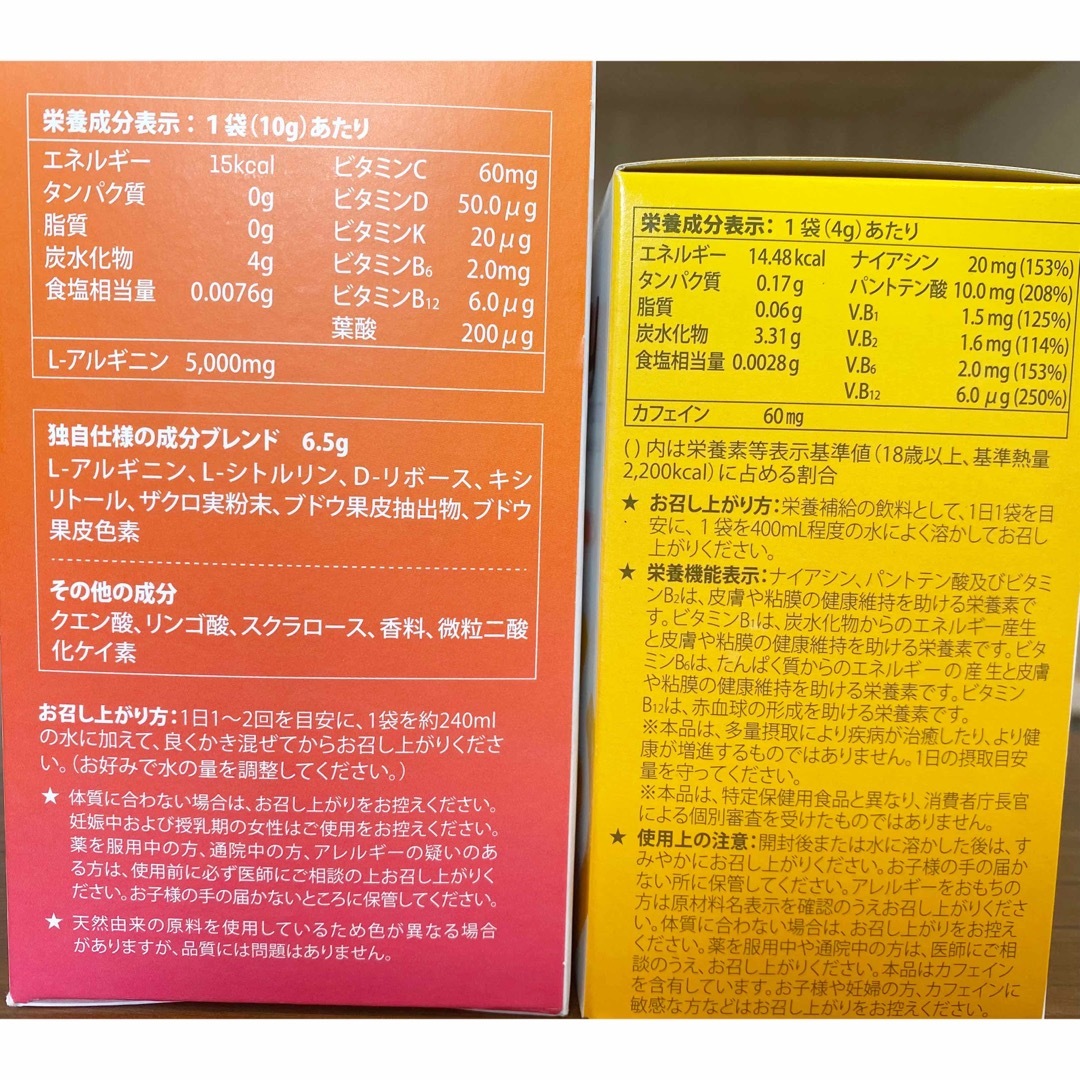 栄養成分表示：1袋(10g)あたり
エネルギー 15kcal
タンパク質 0g
脂質 0g
炭水化物 4g
食塩相当量 0.0076g
ビタミンC 60mg
ビタミンD 50.0μg
ビタミンK 20μg
ビタミンB6 2.0mg
ビタミンB12 6.0μg
葉酸 200μg
L-アルギニン 5,000mg
独自仕様の成分ブレンド 6.5g
L-アルギニン、L-シトルリン、D-リボース、キシ
リトール、ザクロ実粉末、ブドウ果皮抽出物、ブドウ
果皮色素
その他の成分
クエン酸、リンゴ酸、スクラロース、香料、微粒二酸
化ケイ素
お召し上がり方：1日1〜2回を目安に、1袋を約240ml
の水に加えて、良くかき混ぜてからお召し上がりくださ
い。（お好みで水の量を調整してください。）
★ 体質に合わない場合は、お召し上がりをお控えください。
妊娠中および授乳期の女性はご使用をお控えください。
薬を服用中の方、通院中の方、アレルギーの疑いのあ
る方は、使用前に必ず医師にご相談の上お召し上がりく
ださい。お子様の手の届かないところに保管してください。
★ 天然由来の原料を使用しているため色が異なる場合
がありますが、品質には問題はありません。
栄養成分表示：1袋(4g)あたり
エネルギー 14.48kcal
タンパク質 0.17g
脂質 0.06g
炭水化物 3.31g
食塩相当量 0.0028g
ナイアシン 20mg(153%)
パントテン酸 10.0mg(208%)
V.B1 1.5mg(125%)
V.B2 1.6mg(114%)
V.B6 2.0mg(153%)
V.B12 6.0μg(250%)
カフェイン 60mg
()内は栄養素等表示基準値(18歳以上、基準熱量
2,200kcal)に占める割合
★ お召し上がり方：栄養補給の飲料として、1日1袋を目
安に、1袋を400mL程度の水によく溶かしてお召し
上がりください。
★ 栄養機能表示：ナイアシン、パントテン酸及びビタミ
ンB2は、皮膚や粘膜の健康維持を助ける栄養素で
す。ビタミンB1は、炭水化物からのエネルギー産生
と皮膚や粘膜の健康維持を助ける栄養素です。ビタ
ミンB6は、たんぱく質からのエネルギーの産生と皮膚
や粘膜の健康維持を助ける栄養素です。ビタミン
B12は、赤血球の形成を助ける栄養素です。
※本品は、多量摂取により疾病が治癒したり、より健
康が増進するものではありません。1日の摂取目安
量を守ってください。
※本品は、特定保健用食品と異なり、消費者庁長官
による個別審査を受けたものではありません。
★ 使用上の注意：開封後または水に溶かした後は、す
みやかにお召し上がりください。お子様の手の届か
ない所に保管してください。アレルギーをおもちの
方は原材料名表示を確認のうえお召し上がりくださ
い。体質に合わない場合は、お召し上がりをお控え
ください。薬を服用中や通院中の方は、医師にご相
談のうえ、お召し上がりください。本品はカフェイン
を含有しています。お子様や妊婦の方、カフェインに
敏感な方などはお召し上がりをお控えください。